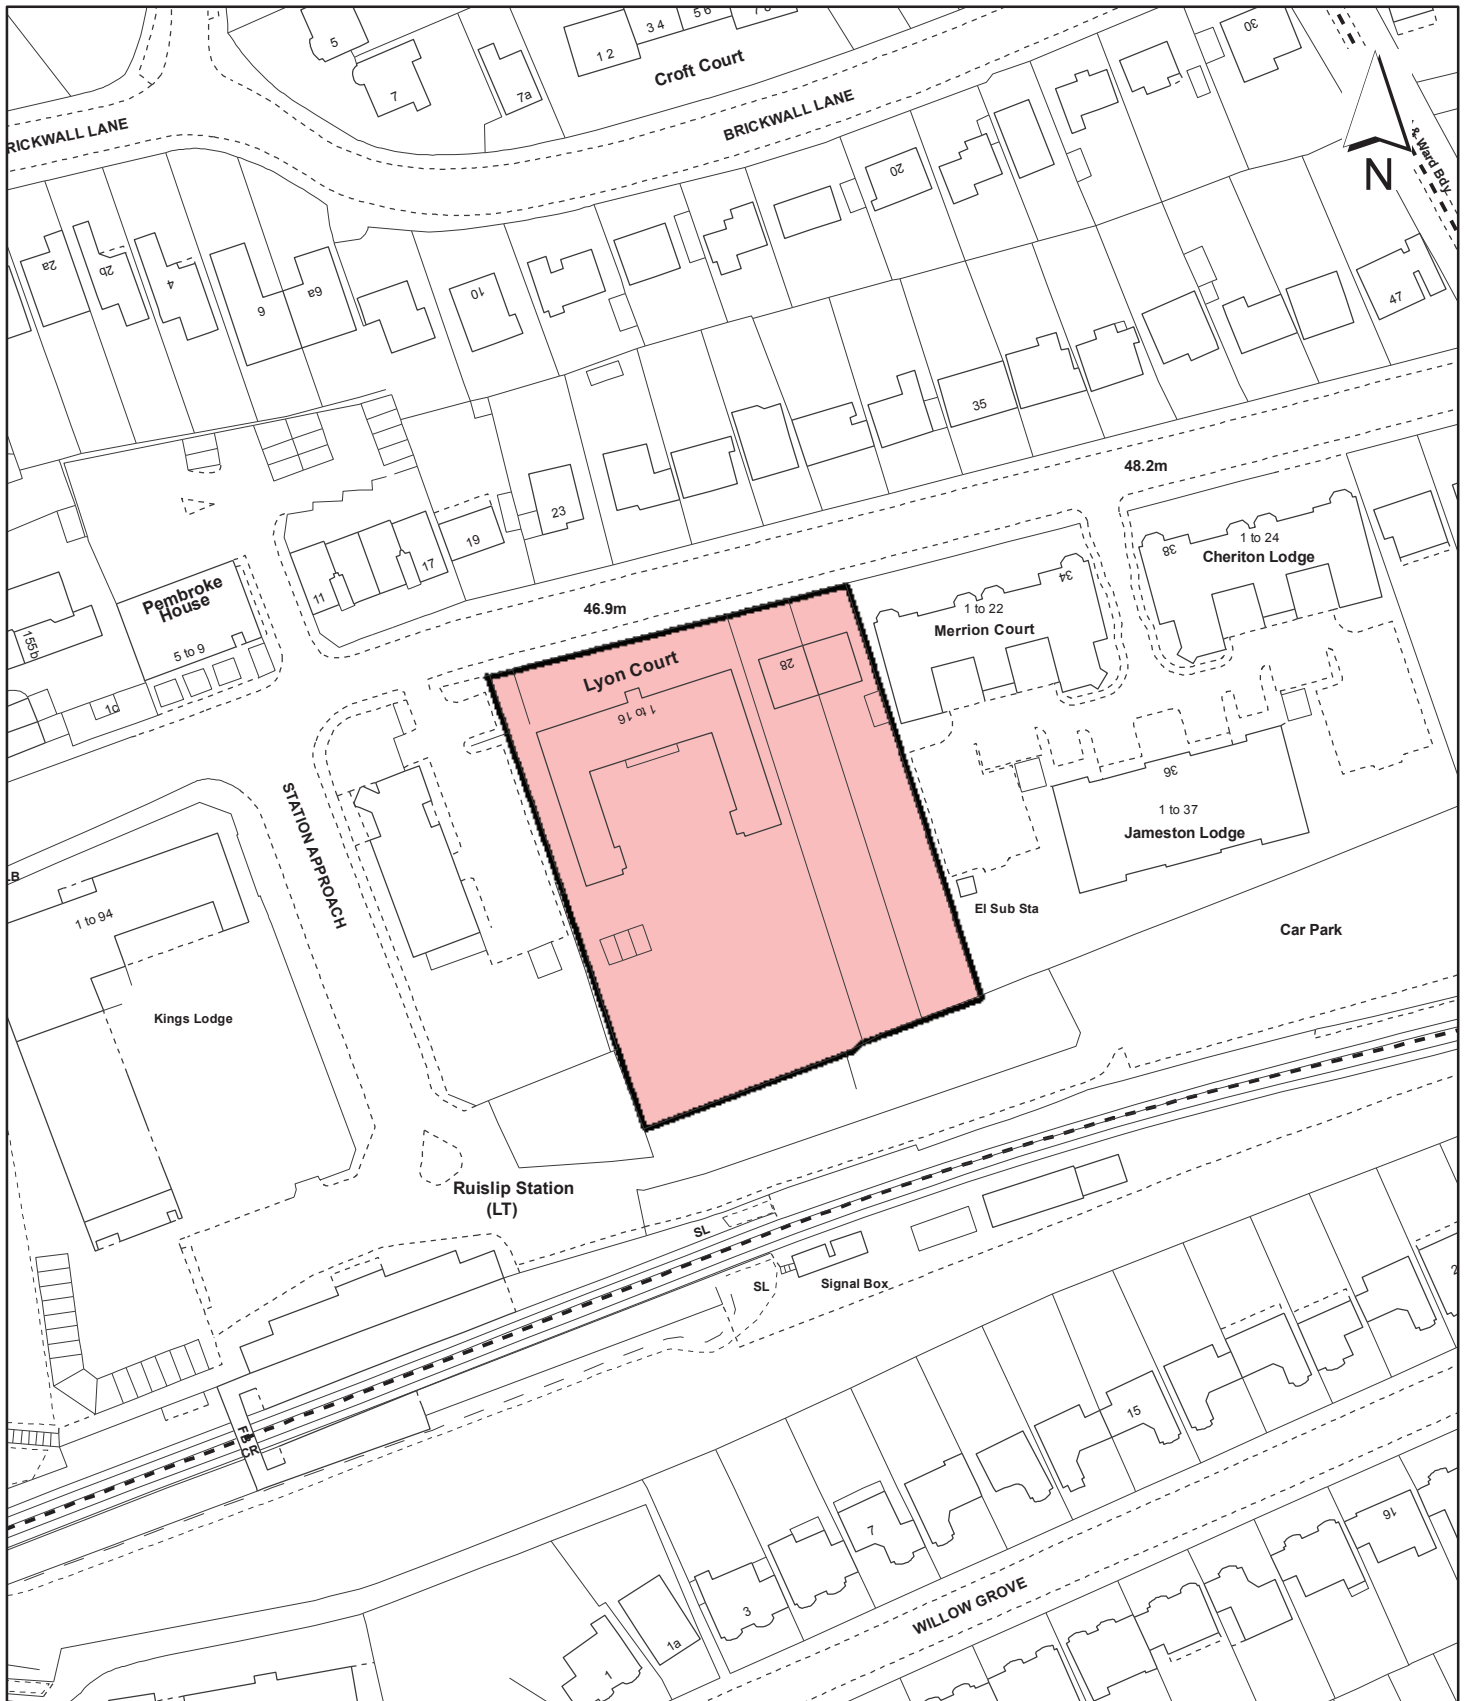 5
7
7a
1 2
3 4
5 6
Croft Court
30
RICKWALL LANE
BRICKWALL LANE
& Ward Bdy
N
20
2a
2b
4
6
6a
10
47
35
48.2m
23
19
17
11
Pembroke
House
5 to 9
155b
1c
46.9m
38
1 to 24
Cheriton Lodge
34
1 to 22
Merrion Court
Lyon Court
1 to 16
28
36
1 to 37
Jameston Lodge
STATION APPROACH
LB
1 to 94
El Sub Sta
Car Park
Kings Lodge
Ruislip Station
(LT)
SL
SL
Signal Box
FB
CR
15
7
3
1a
1
16
WILLOW GROVE